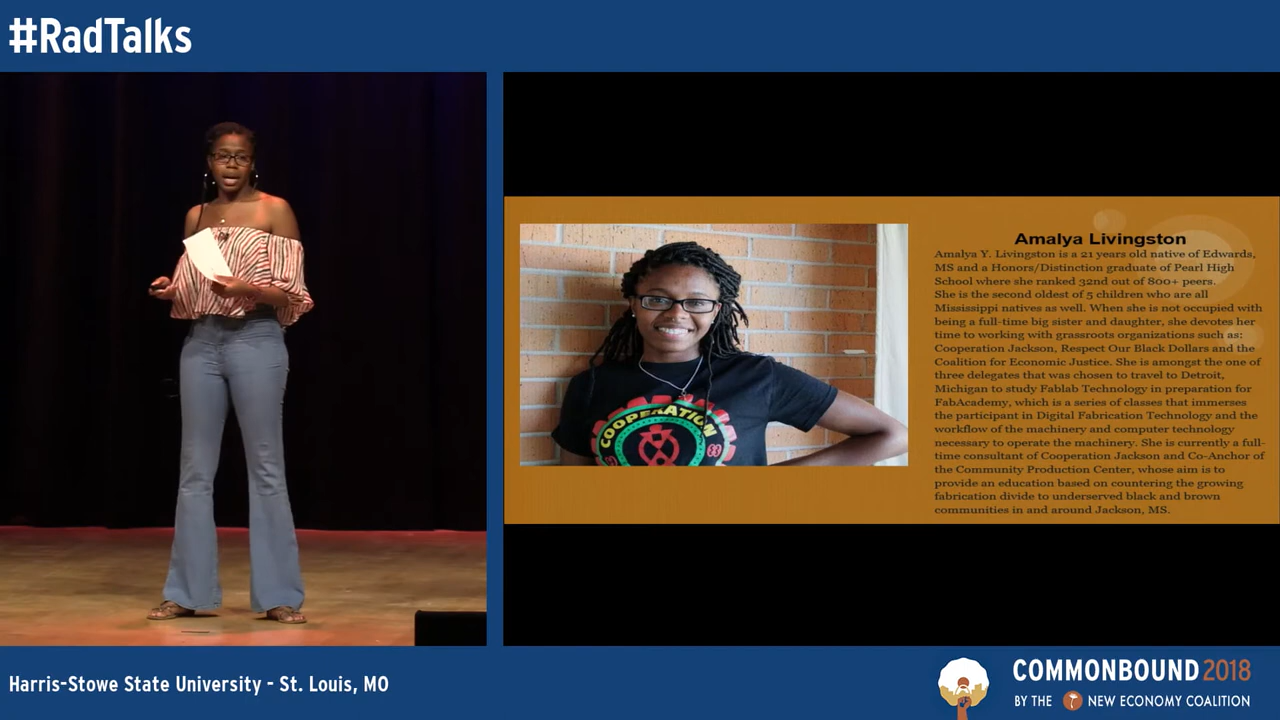 #RadTalks
Amalya Livingston
Amalya Y. Livingston is a 21 years old native of Edwards,
MS and a Honors/Distinction graduate of Pearl High
School where she ranked 32nd out of 800+ peers.
She is the second oldest of 5 children who are all
Mississippi natives as well. When she is not occupied with
being a full-time big sister and daughter, she devotes her
time to working with grassroots organizations such as:
Cooperation Jackson, Respect Our Black Dollars and the
Coalition for Economic Justice. She is amongst the one of
three delegates that was chosen to travel to Detroit,
Michigan to study Fablab Technology in preparation for
FabAcademy, which is a series of classes that immerses
the participant in Digital Fabrication Technology and the
workflow of the machinery and computer technology
necessary to operate the machinery. She is currently a full-
time consultant of Cooperation Jackson and Co-Anchor of
the Community Production Center, whose aim is to
provide an education based on countering the growing
fabrication divide to underserved black and brown
communities in and around Jackson, MS.
COOPERATION
Harris-Stowe State University - St. Louis, MO
COMMONBOUND 2018
BY THE NEW ECONOMY COALITION